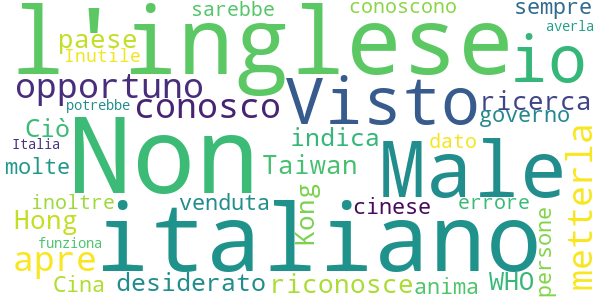 sarebbe conoscono sempre
l'inglese averla
paese io
Inutile
opportuno Visto ricerca
potrebbe conosco governo
Ciò Non indica dato metterla
Italia Male
molte Taiwan
inoltre venduta Kong cinese errore
Hong italiano persone
funziona
apre
Cina desiderato riconosce anima WHO